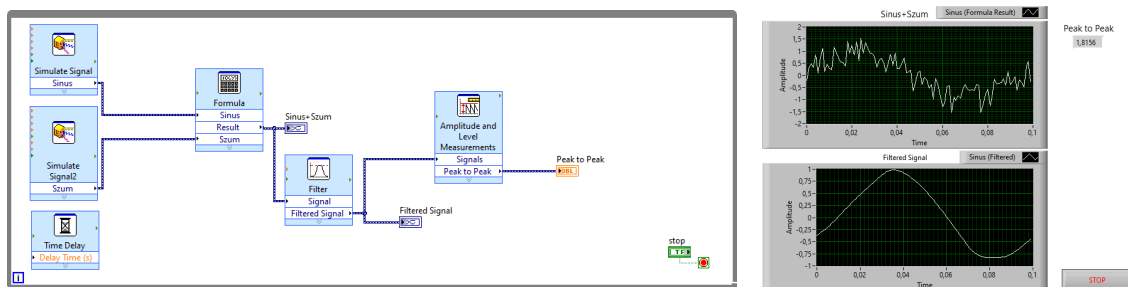 Simulate Signal
Sinus
Simulate
Signal2
Szum
Time Delay
Delay Time (s)
i
Formula
Sinus
Result
Szum
Sinus+Szum
Filter
Signal
Filtered Signal
Amplitude and
Level
Measurements
Signals
Peak to Peak
Peak to Peak
DBL
Filtered Signal
stop
TF
Sinus+Szum
Sinus (Formula Result)
Amplitude
2
1,5
1
0,5
0
-0,5
-1
-1,5
-2
0 0,02 0,04 0,06 0,08 0,1
Time
Filtered Signal
Sinus (Filtered)
Amplitude
1
0,75
0,5
0,25
0
-0,25
-0,5
-0,75
-1
0 0,02 0,04 0,06 0,08 0,1
Time
Peak to Peak
1,8156
STOP